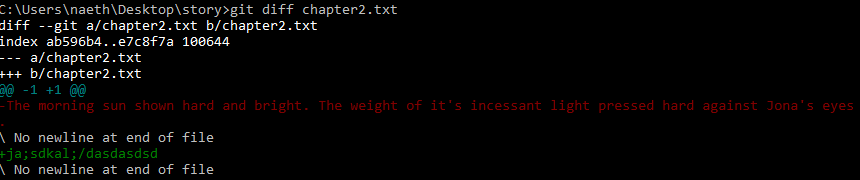 C:\Users\naeth\Desktop\story>git diff chapter2.txt
diff --git a/chapter2.txt b/chapter2.txt
index ab596b4..e7c8f7a 100644
--- a/chapter2.txt
+++ b/chapter2.txt
@@ -1 +1 @@
-The morning sun shown hard and bright. The weight of it's incessant light pressed hard against Jona's eyes
.
\ No newline at end of file
+ja;sdkal;/dasdasdsd
\ No newline at end of file